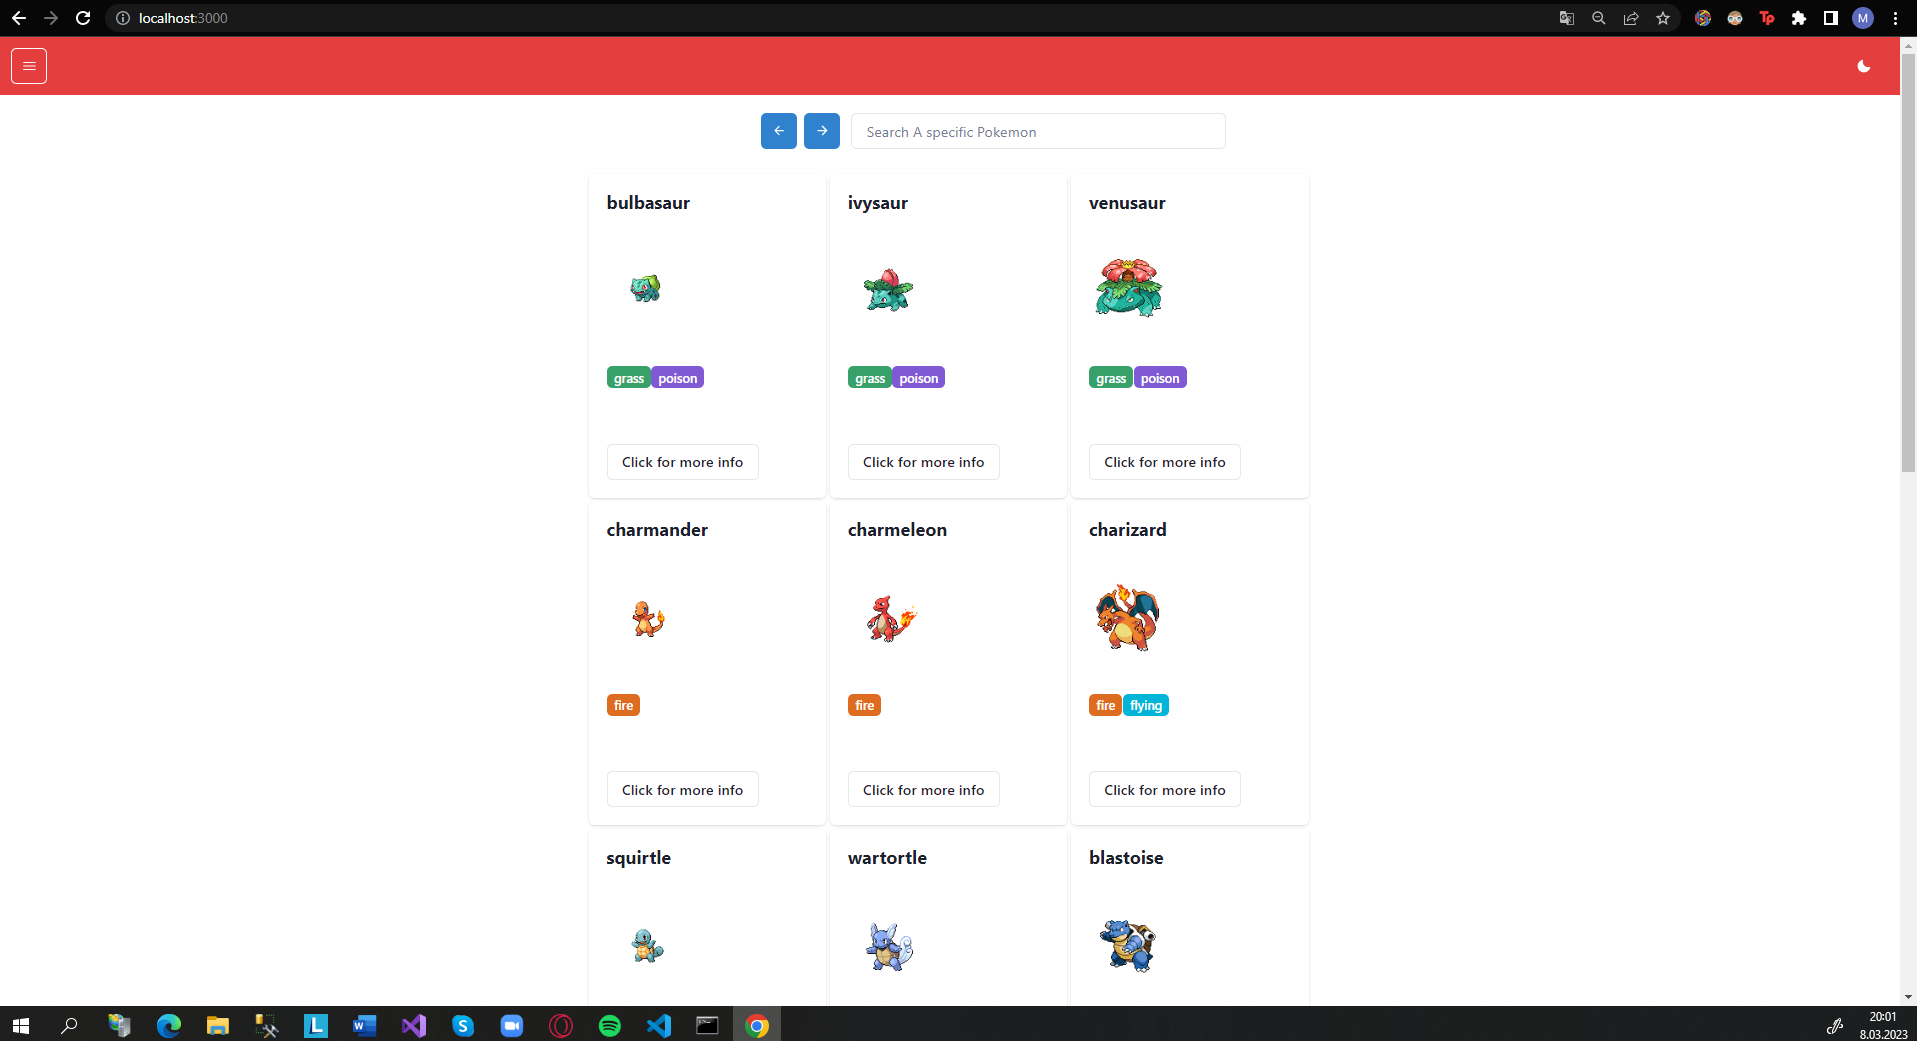 localhost:3000
M
Search A specific Pokemon
bulbasaur
ivysaur
venusaur
grass poison
grass poison
grass poison
Click for more info
Click for more info
Click for more info
charmander
charmeleon
charizard
fire
fire
fire flying
Click for more info
Click for more info
Click for more info
squirtle
wartortle
blastoise
20:01
8.03.2023